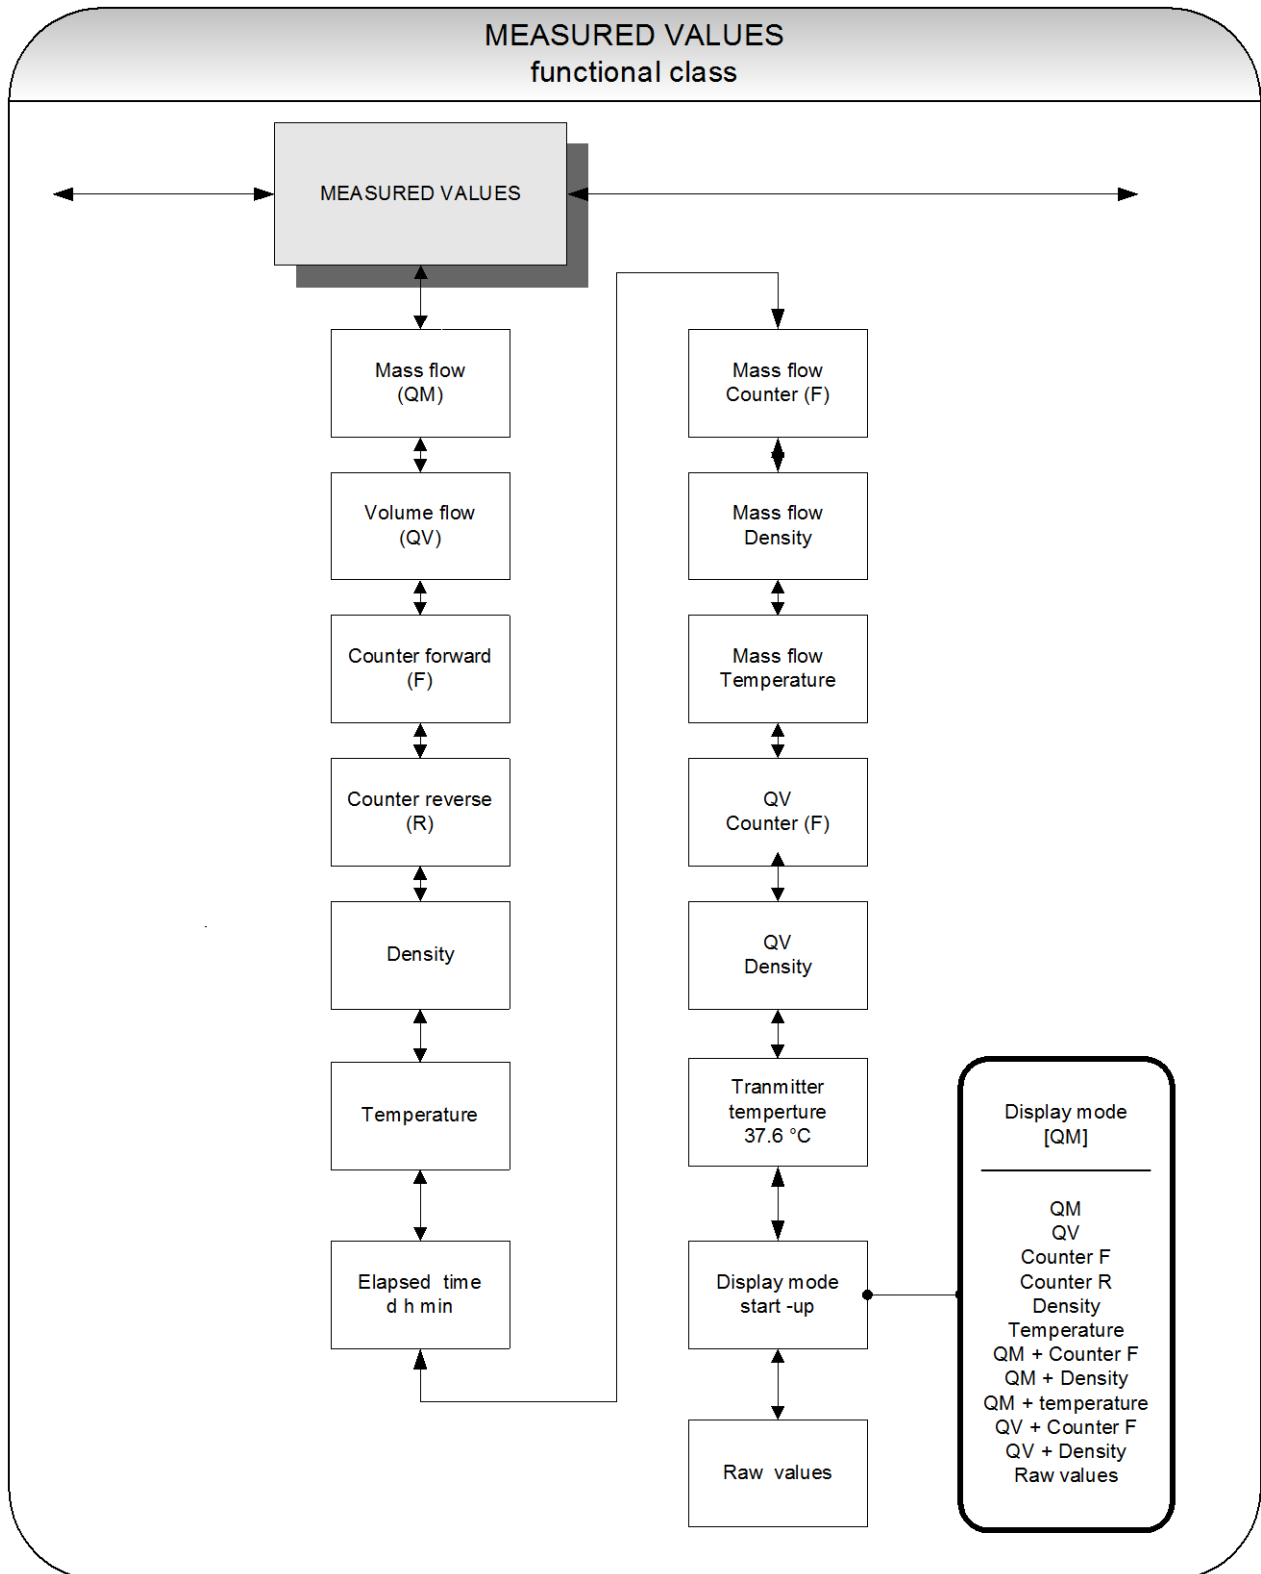 MEASURED VALUES
functional class
MEASURED VALUES
Mass flow
(QM)
Volume flow
(QV)
Counter forward
(F)
Counter reverse
(R)
Density
Temperature
Elapsed time
d h min
Mass flow
Counter (F)
Mass flow
Density
Mass flow
Temperature
QV
Counter (F)
QV
Density
Tranmitter
temperture
37.6 °C
Display mode
start -up
Raw values
Display mode
[QM]
QM
QV
Counter F
Counter R
Density
Temperature
QM + Counter F
QM + Density
QM + temperature
QV + Counter F
QV + Density
Raw values